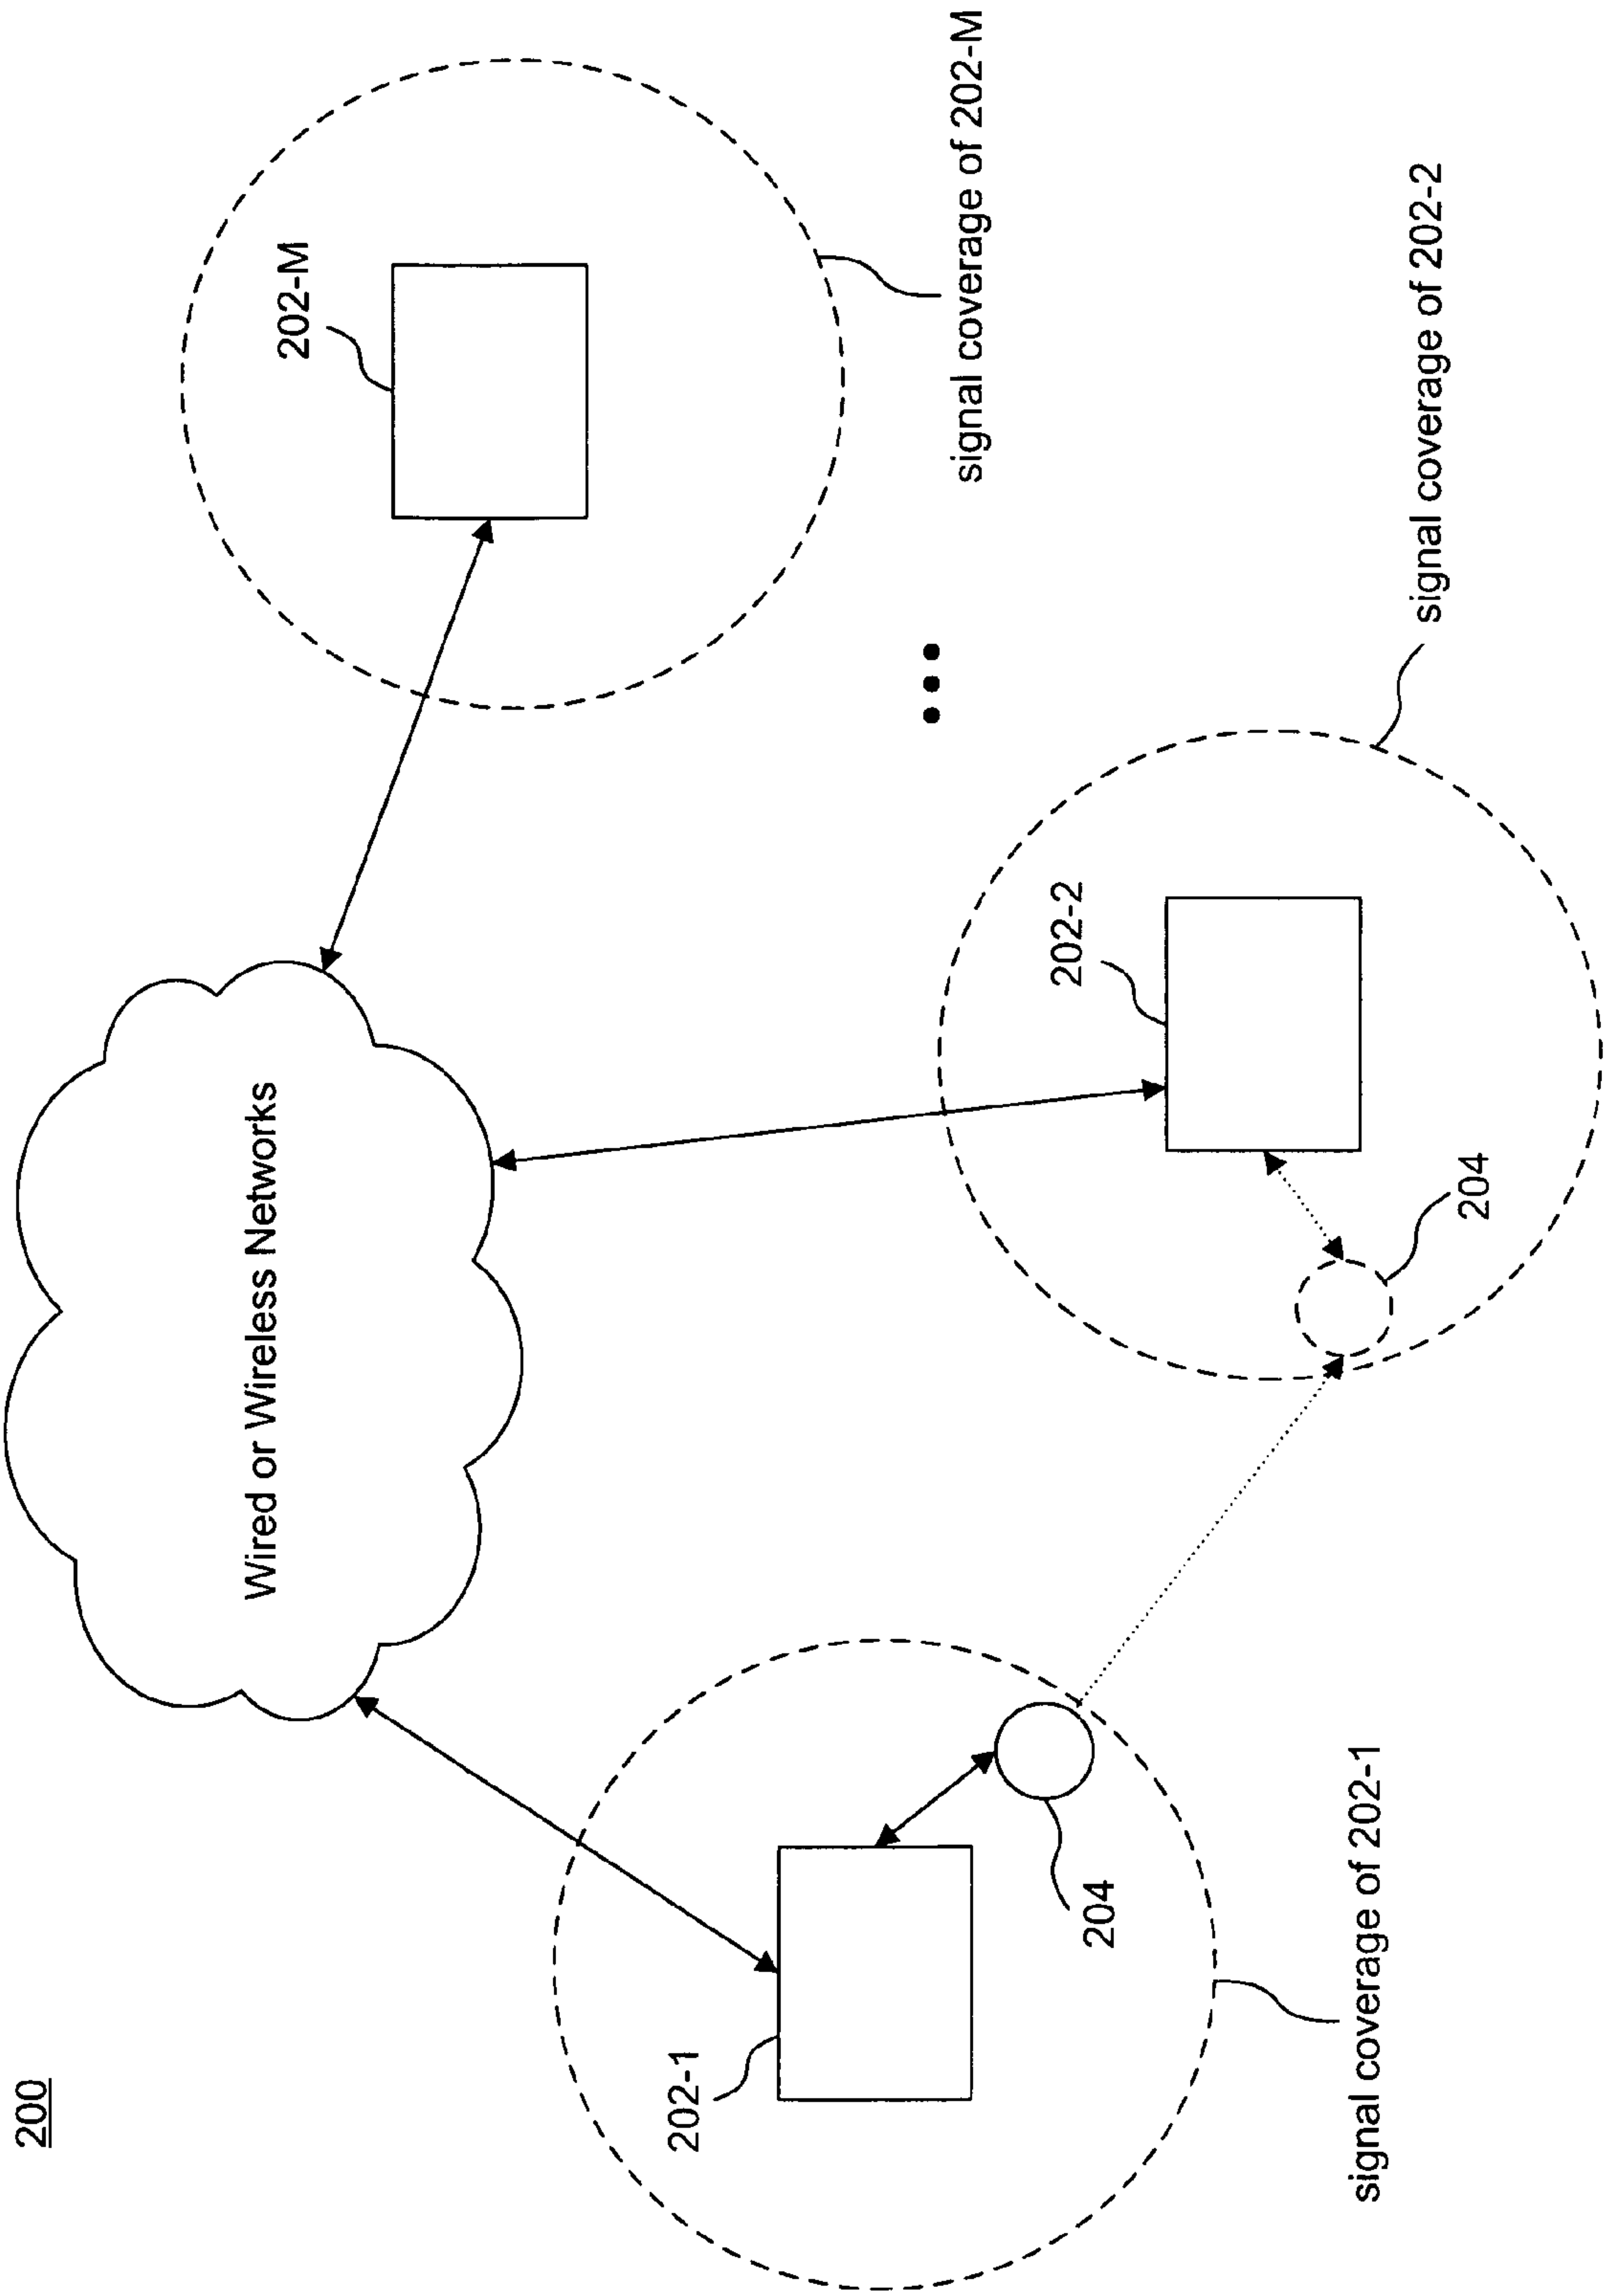 200
Wired or Wireless Networks
202-M
signal coverage of 202-M
202-1
202-2
204
204
signal coverage of 202-1
signal coverage of 202-2